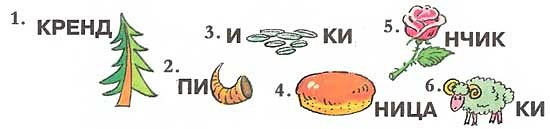 1. КРЕНД
2. ПИ
3. И КИ
4. НИЦА
5. НЧИК
6. КИ